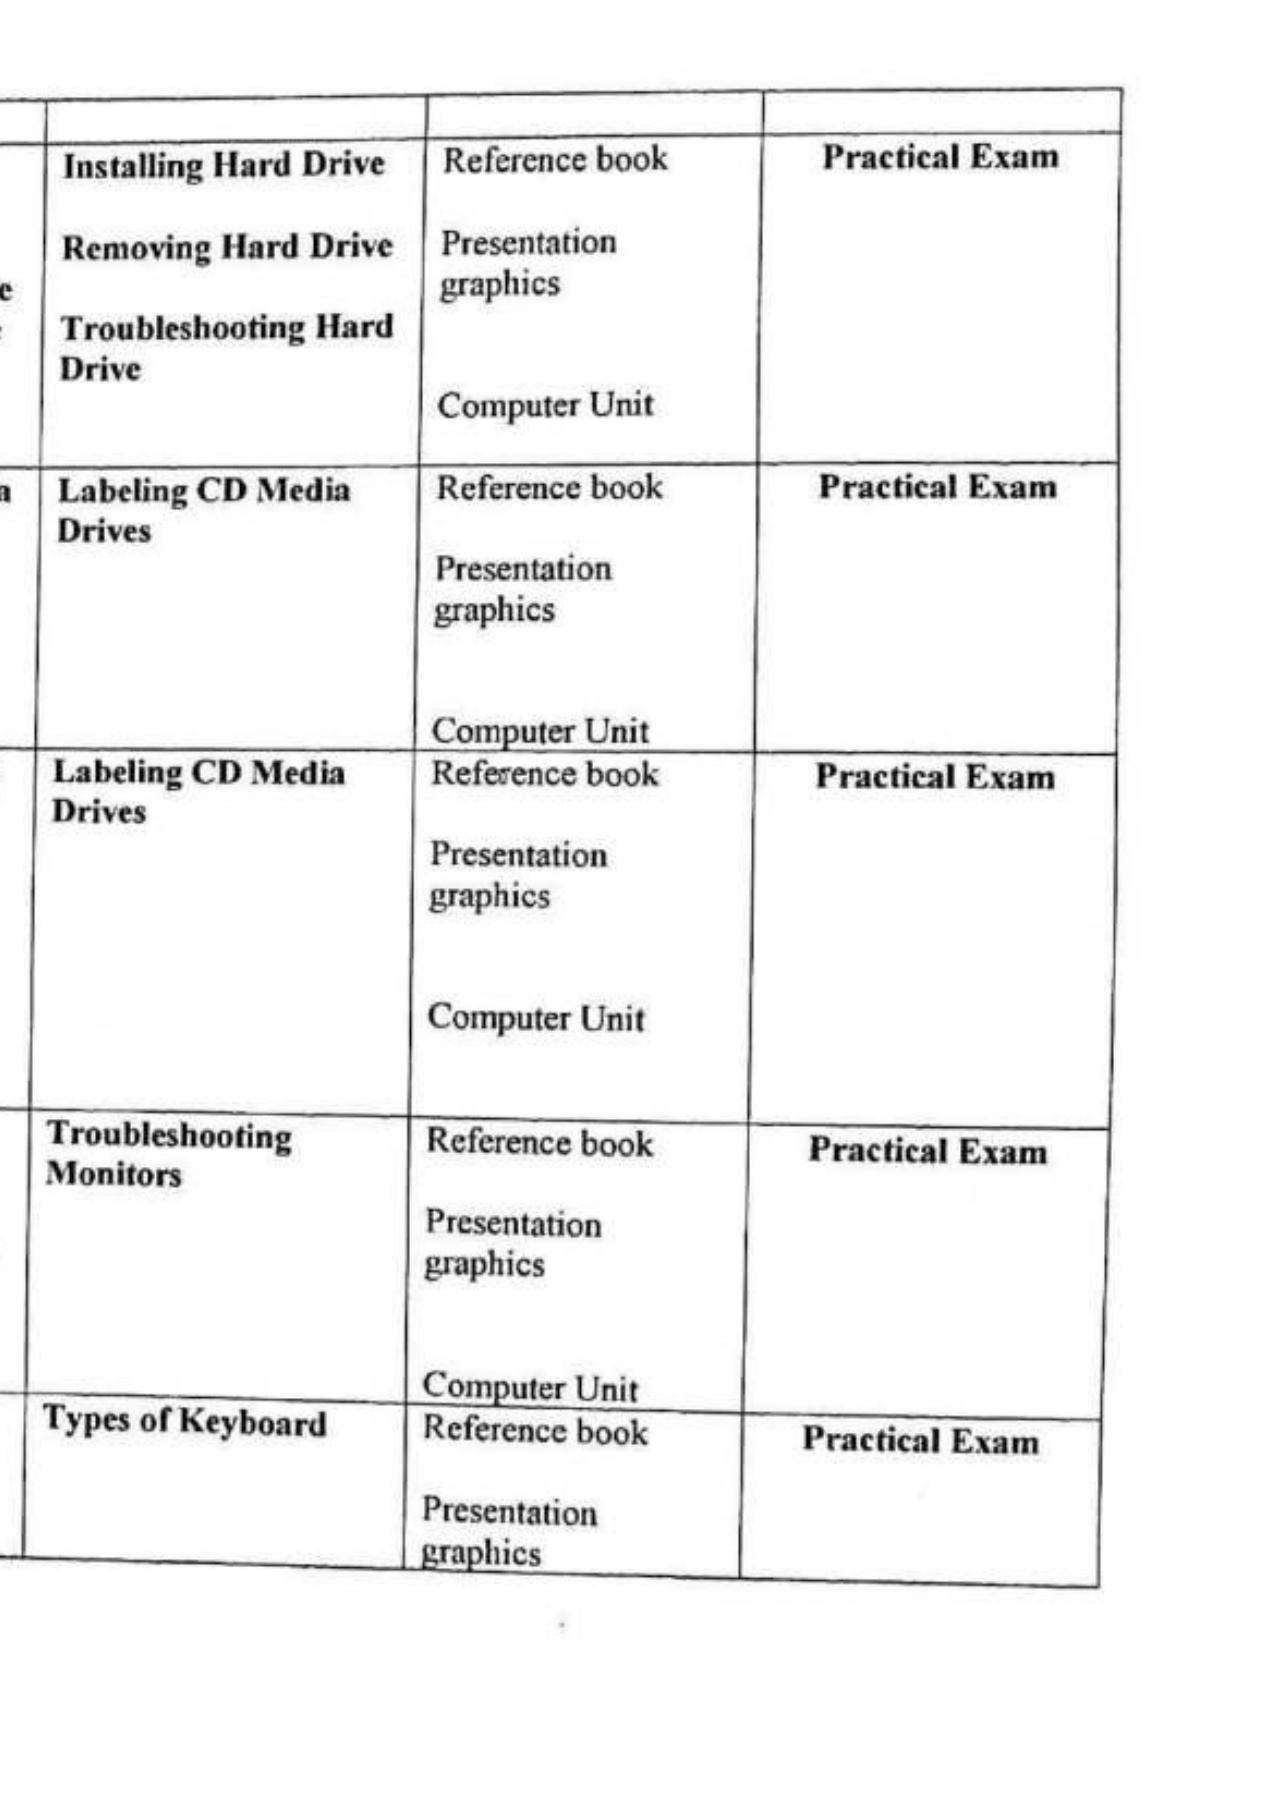 Installing Hard Drive
Removing Hard Drive
Troubleshooting Hard
Drive
Reference book
Presentation
graphics
Computer Unit
Practical Exam
Labeling CD Media
Drives
Reference book
Presentation
graphics
Computer Unit
Practical Exam
Labeling CD Media
Drives
Reference book
Presentation
graphics
Computer Unit
Practical Exam
Troubleshooting
Monitors
Reference book
Presentation
graphics
Computer Unit
Practical Exam
Types of Keyboard
Reference book
Presentation
graphics
Practical Exam